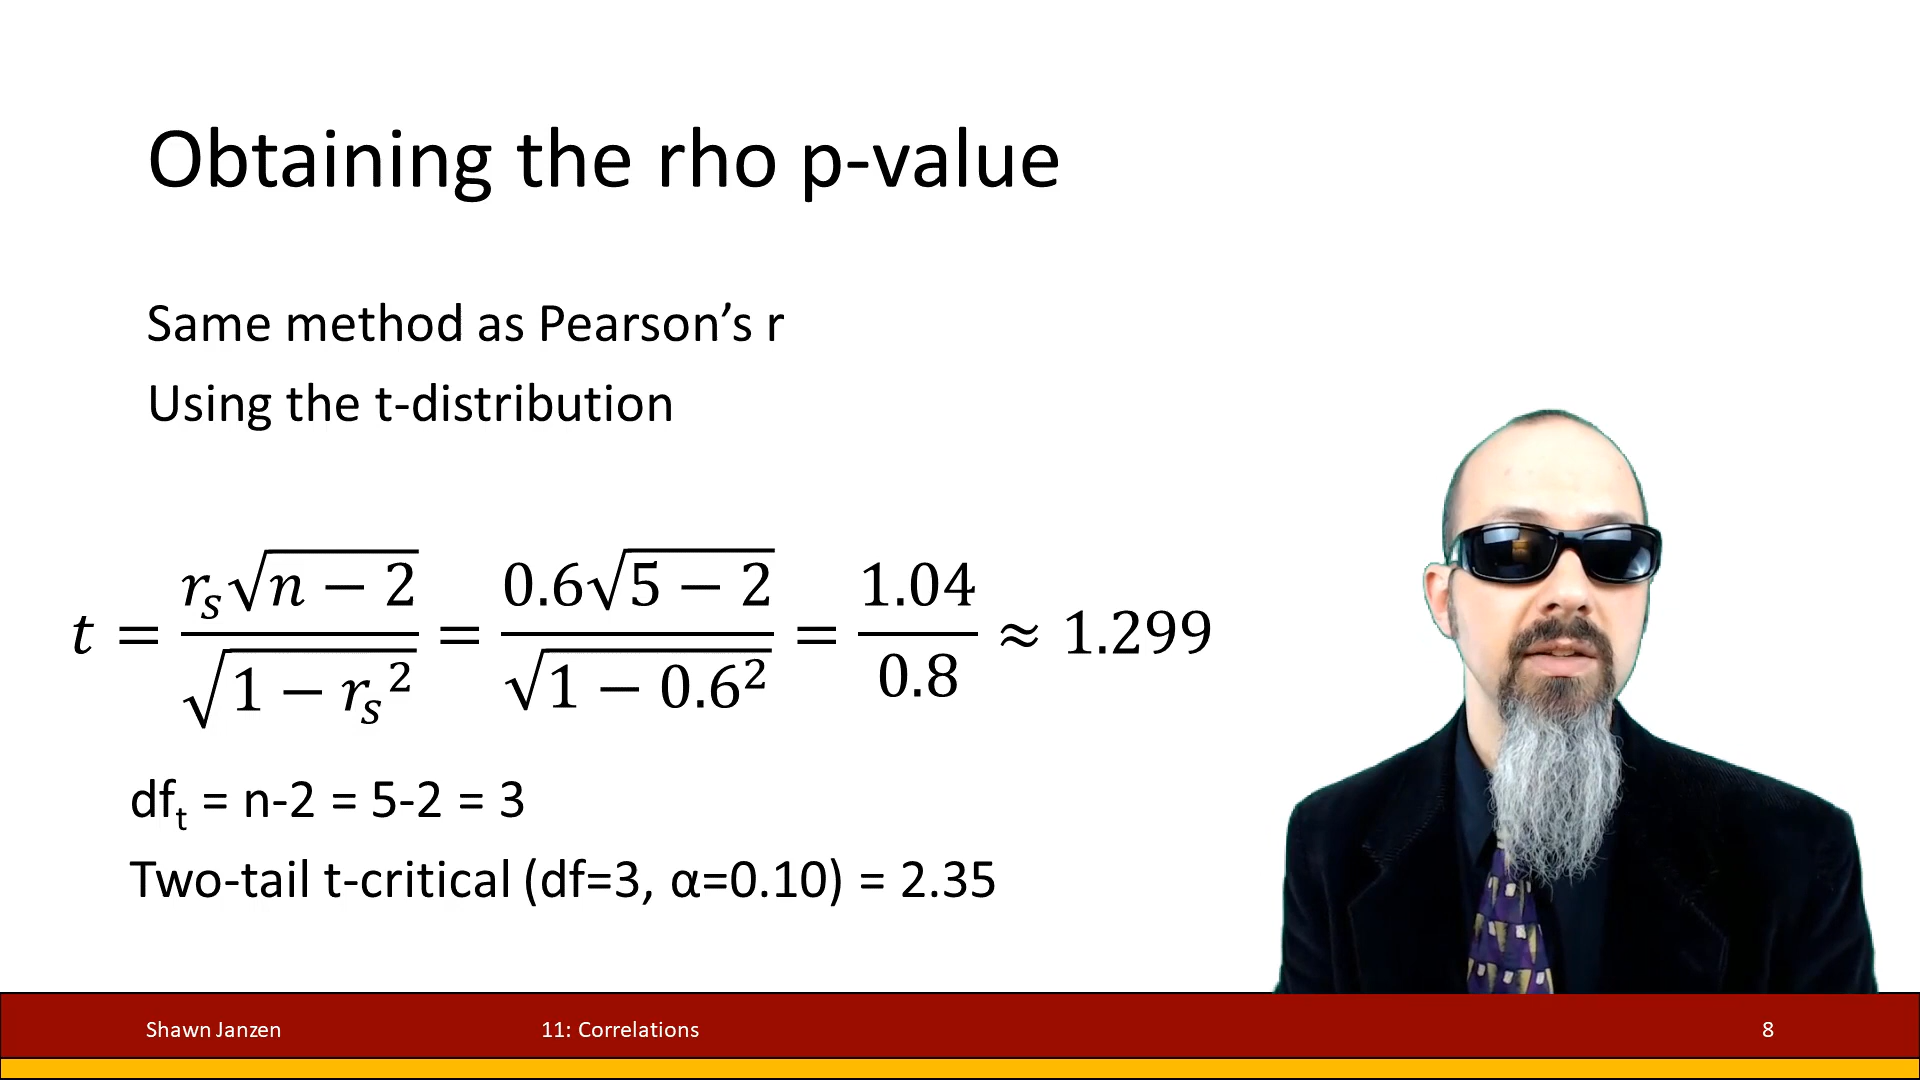 Obtaining the rho p-value
Same method as Pearson’s r
Using the t-distribution
t = r_s√(n − 2) / √(1 − r_s²) = 0.6√(5 − 2) / √(1 − 0.6²) = 1.04 / 0.8 ≈ 1.299
df_t = n-2 = 5-2 = 3
Two-tail t-critical (df=3, α=0.10) = 2.35
Shawn Janzen 11: Correlations 8